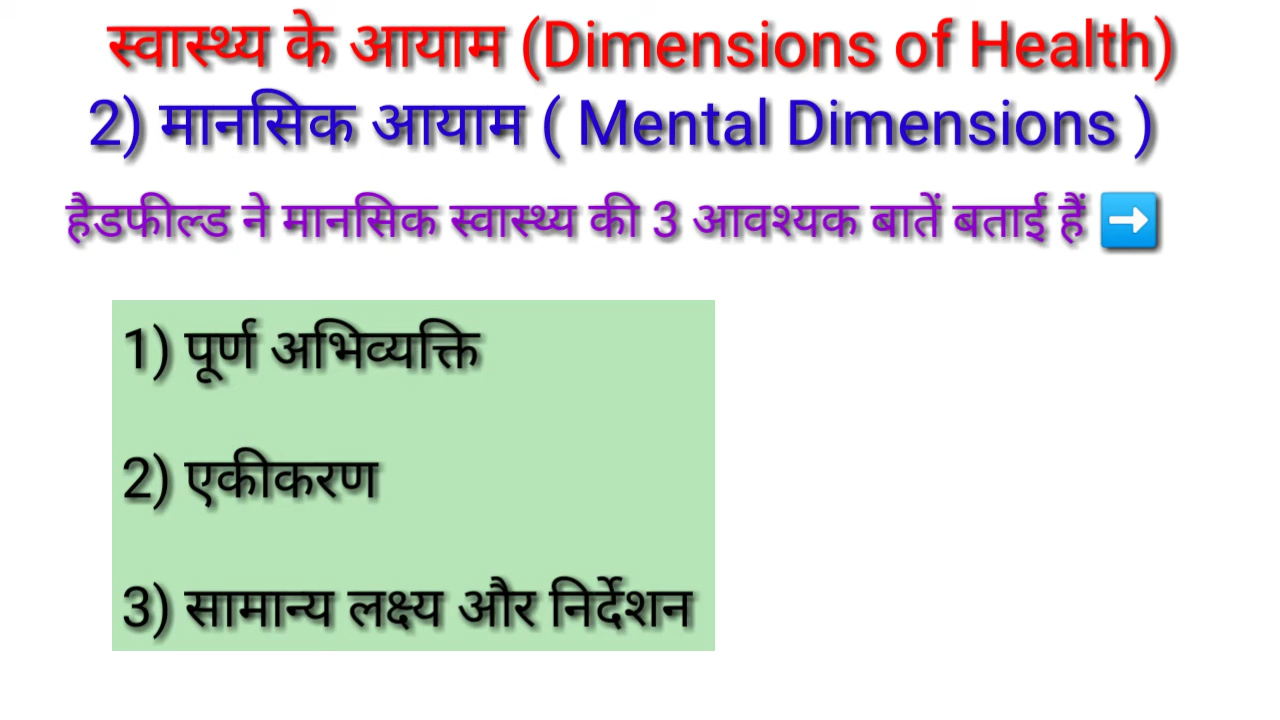 स्वास्थ्य के आयाम (Dimensions of Health)
2) मानसिक आयाम ( Mental Dimensions )
हैडफील्ड ने मानसिक स्वास्थ्य की 3 आवश्यक बातें बताई हैं ➡️
1) पूर्ण अभिव्यक्ति
2) एकीकरण
3) सामान्य लक्ष्य और निर्देशन